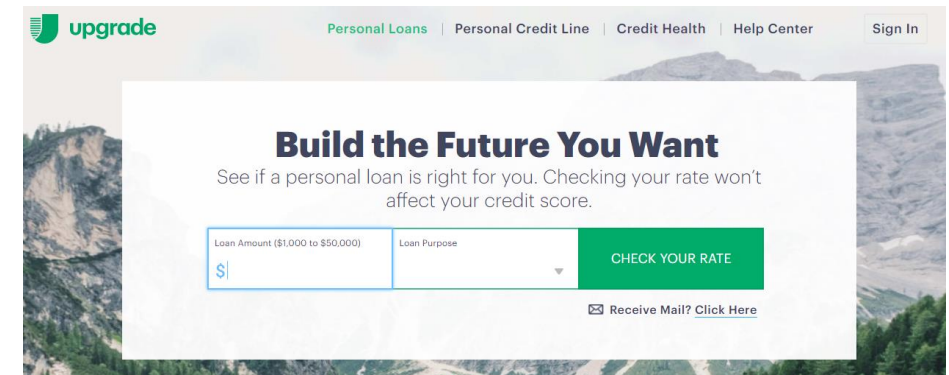 upgrade
Personal Loans | Personal Credit Line | Credit Health | Help Center
Sign In
Build the Future You Want
See if a personal loan is right for you. Checking your rate won't
affect your credit score.
Loan Amount ($1,000 to $50,000)
$
Loan Purpose
CHECK YOUR RATE
Receive Mail? Click Here